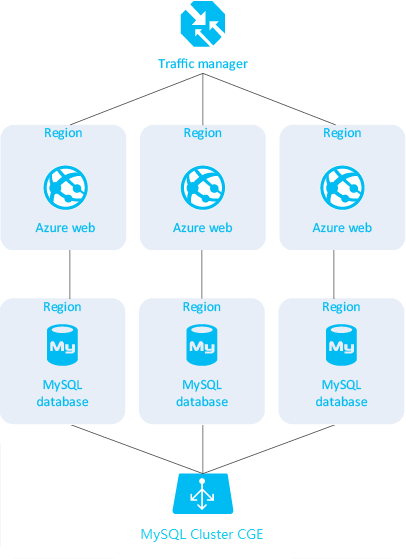 Traffic manager
Region
Region
Region
Azure web
Azure web
Azure web
Region
Region
Region
My
My
My
MySQL
database
MySQL
database
MySQL
database
MySQL Cluster CGE